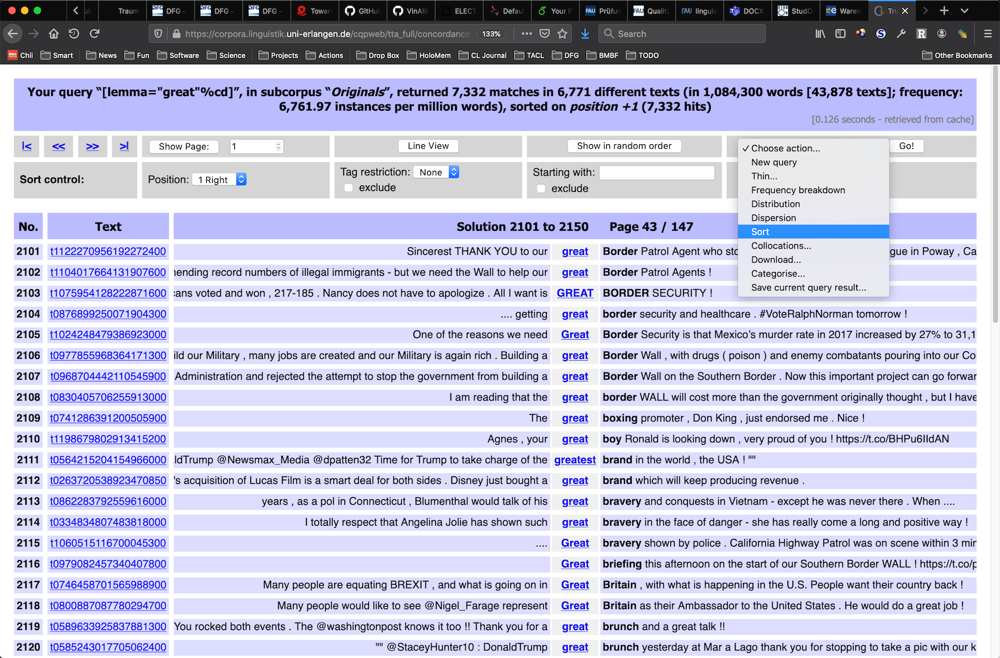 Traum
DFG -
DFG -
DFG -
Towar
GitHub
VinAIR
ELECT
Defau
Your P
FAU Prüfun
FAU Qualit
FAU linguis
DOCX
StudO
Waren
Tru
https://corpora.linguistik.uni-erlangen.de/cqpweb/tta_full/concordance
133%
Search
Chii
Smart
News
Fun
Software
Science
Projects
Actions
Drop Box
HoloMem
CL Journal
TACL
DFG
BMBF
TODO
Other Bookmarks
Your query “[lemma="great"%cd]”, in subcorpus “Originals”, returned 7,332 matches in 6,771 different texts (in 1,084,300 words [43,878 texts]; frequency:
6,761.97 instances per million words), sorted on position +1 (7,332 hits)
[0.126 seconds - retrieved from cache]
|< << >> >| Show Page: 1 Line View Show in random order Go!
Sort control: Position: 1 Right Tag restriction: None exclude Starting with: exclude
✓ Choose action...
New query
Thin...
Frequency breakdown
Distribution
Dispersion
Sort
Collocations...
Download...
Categorise...
Save current query result...
No. Text Solution 2101 to 2150 Page 43 / 147
2101 t1122270956192272400 Sincerest THANK YOU to our great Border Patrol Agent who sto gue in Poway , Ca
2102 t1104017664131907600 nending record numbers of illegal immigrants - but we need the Wall to help our great Border Patrol Agents !
2103 t1075954128222871600 cans voted and won , 217-185 . Nancy does not have to apologize . All I want is GREAT BORDER SECURITY !
2104 t0876899250071904300 .... getting great border security and healthcare . #VoteRalphNorman tomorrow !
2105 t1024248479386923000 One of the reasons we need Great Border Security is that Mexico’s murder rate in 2017 increased by 27% to 31,1
2106 t0977855968364171300 ild our Military , many jobs are created and our Military is again rich . Building a great Border Wall , with drugs ( poison ) and enemy combatants pouring into our Co
2107 t0968704442110545900 Administration and rejected the attempt to stop the government from building a great Border Wall on the Southern Border . Now this important project can go forwar
2108 t0830405706255913000 I am reading that the great border WALL will cost more than the government originally thought , but I have
2109 t0741286391200505900 The great boxing promoter , Don King , just endorsed me . Nice !
2110 t1198679802913415200 Agnes , your great boy Ronald is looking down , very proud of you ! https://t.co/BHPu6IIdAN
2111 t0564215204154966000 ldTrump @Newsmax_Media @dpatten32 Time for Trump to take charge of the greatest brand in the world , the USA ! ""
2112 t0263720538923470850 's acquisition of Lucas Film is a smart deal for both sides . Disney just bought a great brand which will keep producing revenue .
2113 t0862283792559616000 years , as a pol in Connecticut , Blumenthal would talk of his great bravery and conquests in Vietnam - except he was never there . When ....
2114 t0334834807483818000 I totally respect that Angelina Jolie has shown such great bravery in the face of danger - she has really come a long and positive way !
2115 t1060515116700045300 .... Great bravery shown by police . California Highway Patrol was on scene within 3 min
2116 t0979082457340407800 Great briefing this afternoon on the start of our Southern Border WALL ! https://t.co/p
2117 t0746458701565988900 Many people are equating BREXIT , and what is going on in Great Britain , with what is happening in the U.S. People want their country back !
2118 t0800887087780294700 Many people would like to see @Nigel_Farage represent Great Britain as their Ambassador to the United States . He would do a great job !
2119 t0589633925837881300 You rocked both events . The @washingtonpost knows it too !! Thank you for a great brunch and a great talk !!
2120 t0585243017705062400 "" @StaceyHunter10 : DonaldTrump great brunch yesterday at Mar a Lago thank you for stopping to take a pic with our k